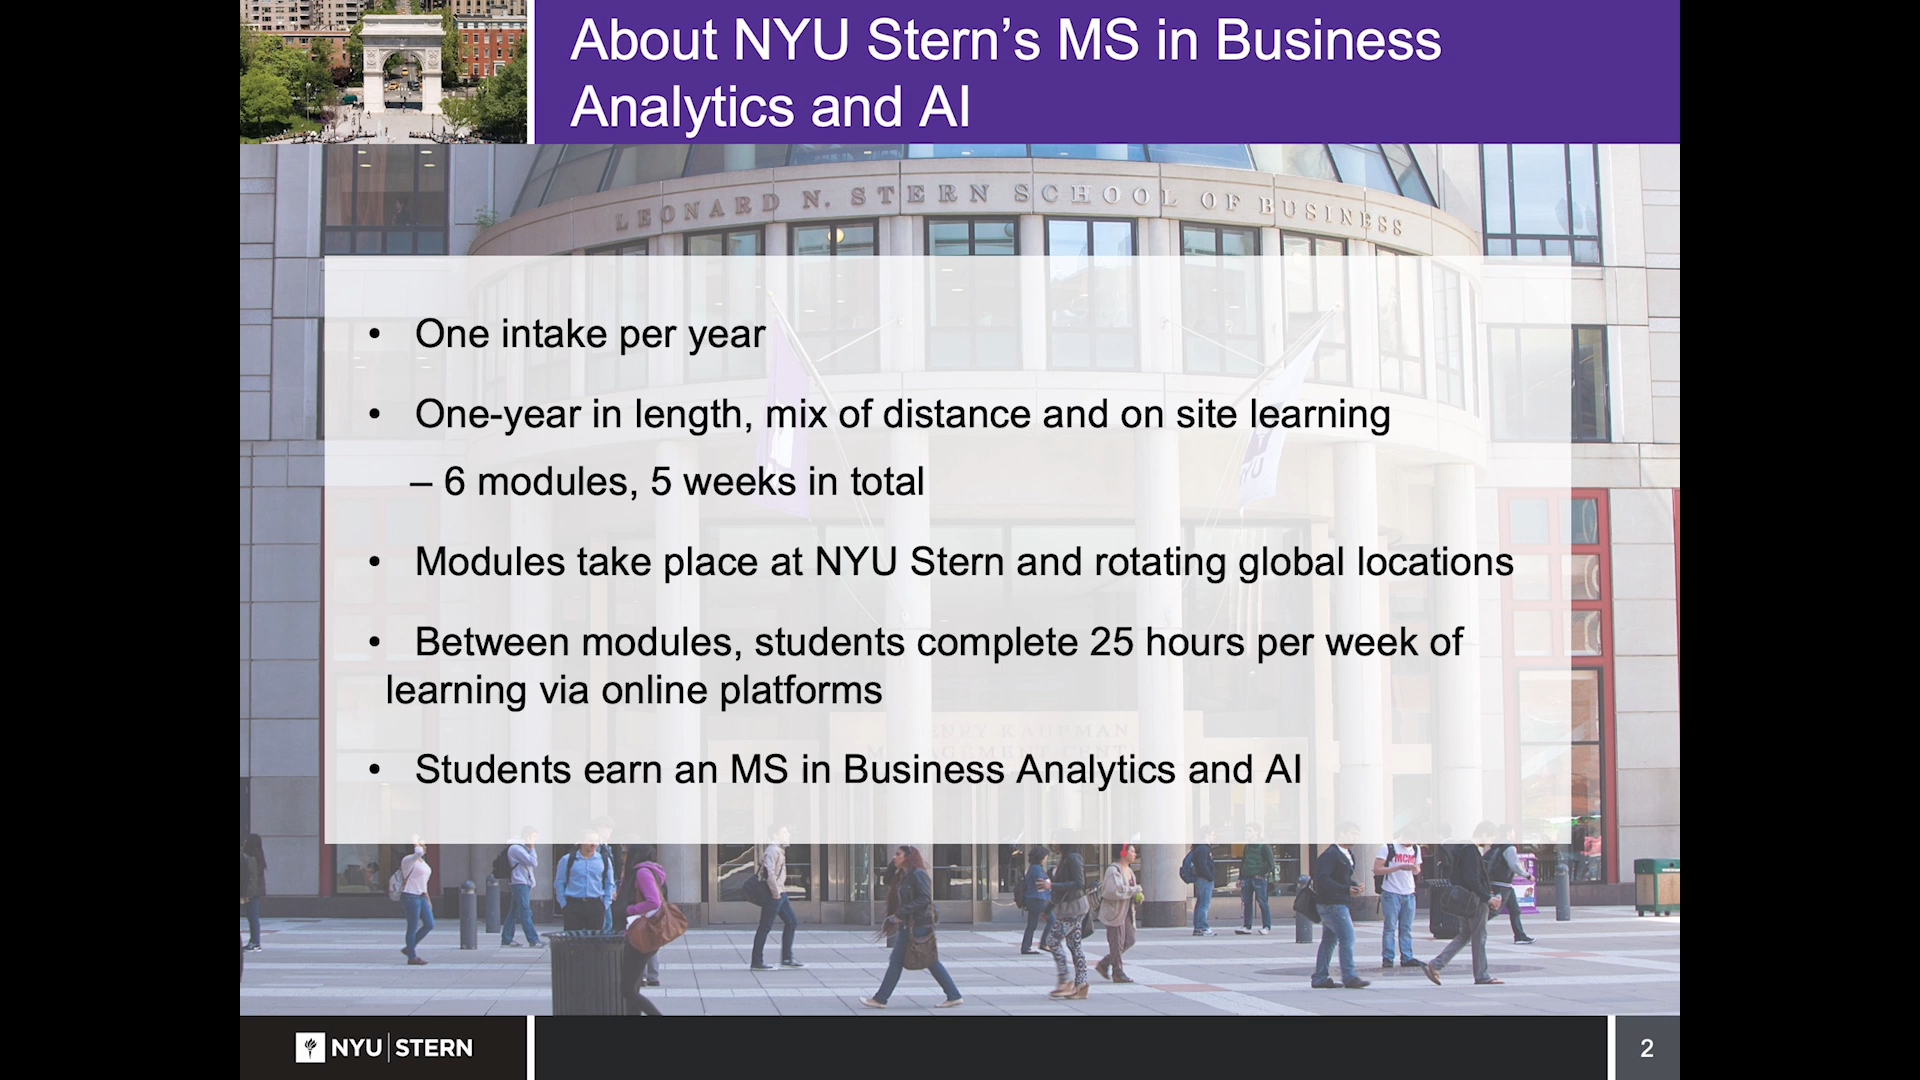 About NYU Stern’s MS in Business
Analytics and AI
LEONARD N. STERN SCHOOL OF BUSINESS
• One intake per year
• One-year in length, mix of distance and on site learning
– 6 modules, 5 weeks in total
• Modules take place at NYU Stern and rotating global locations
• Between modules, students complete 25 hours per week of
learning via online platforms
• Students earn an MS in Business Analytics and AI
NYU STERN
2